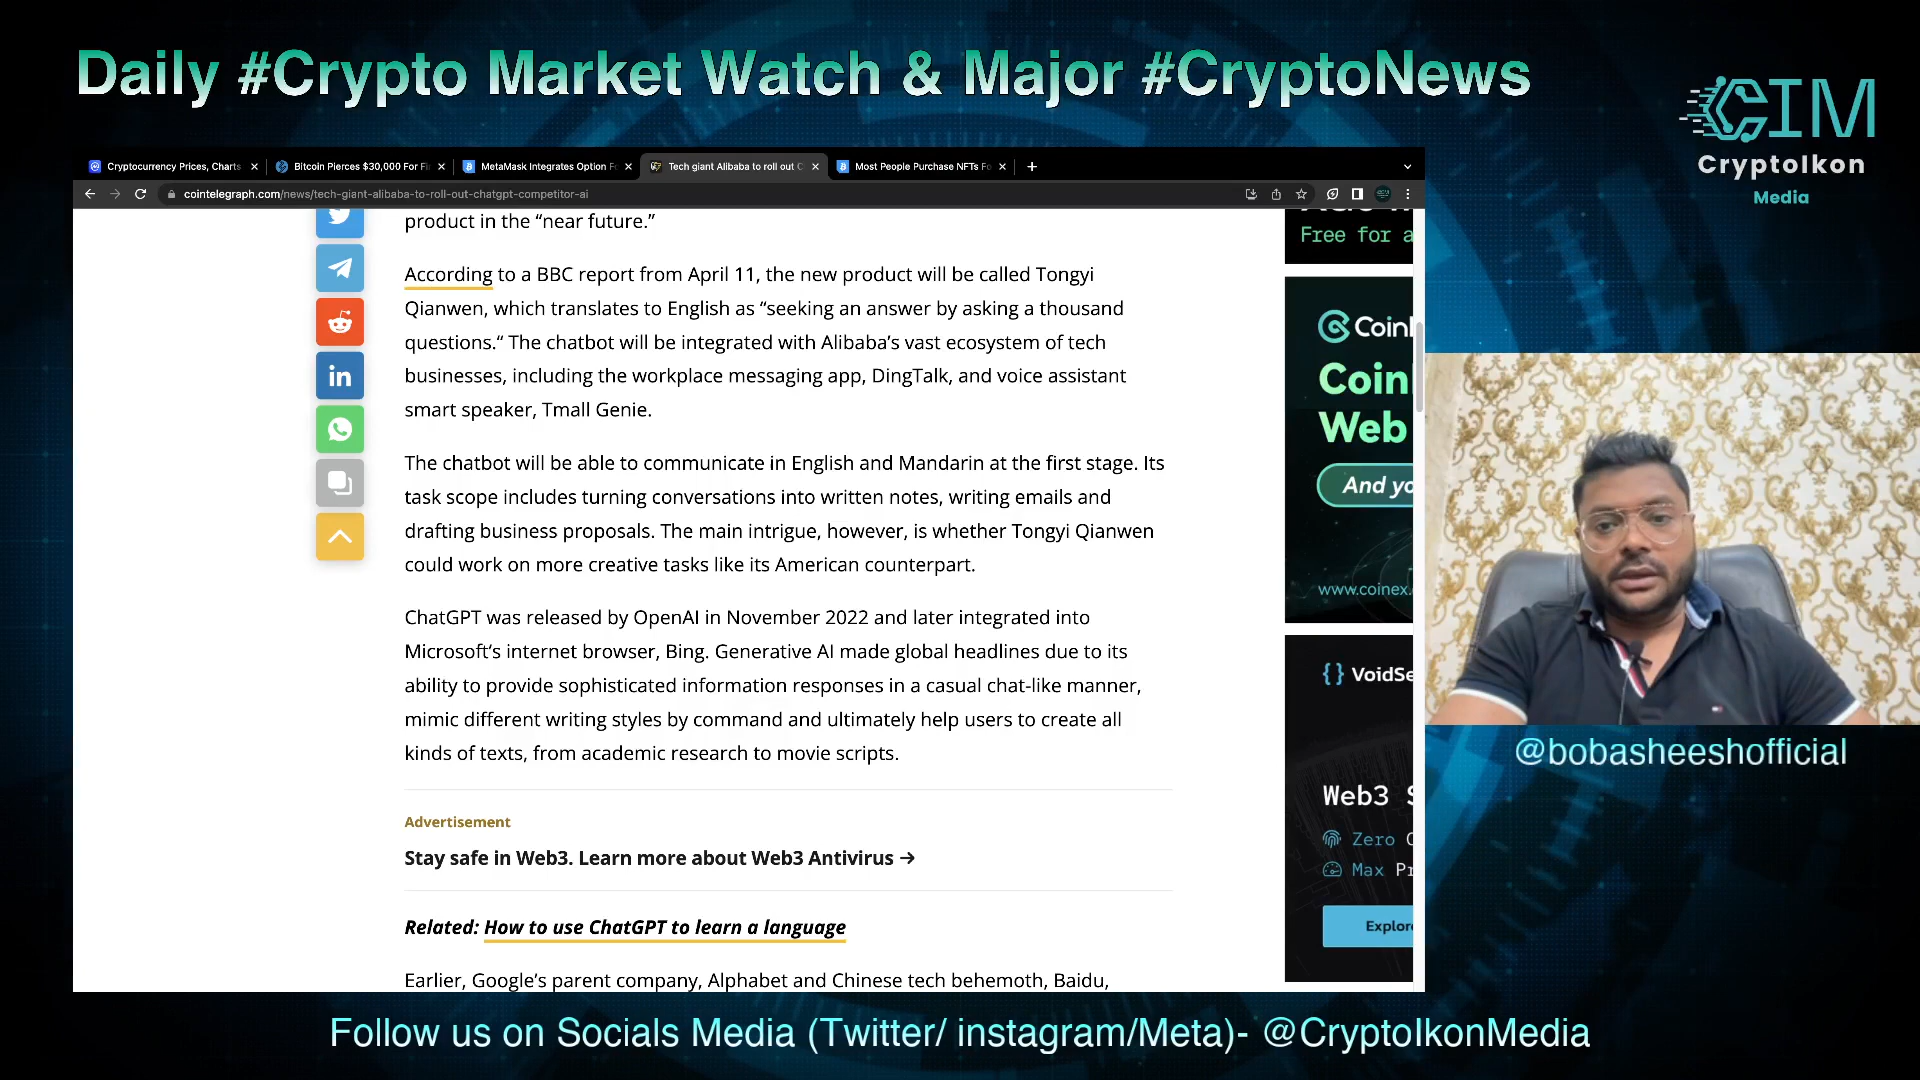 Daily #Crypto Market Watch & Major #CryptoNews
CIM
CryptoIkon
Media
Cryptocurrency Prices, Charts
Bitcoin Pierces $30,000 For Fi
MetaMask Integrates Option Fo
Tech giant Alibaba to roll out C
Most People Purchase NFTs Fo
cointelegraph.com/news/tech-giant-alibaba-to-roll-out-chatgpt-competitor-ai
product in the “near future.”
According to a BBC report from April 11, the new product will be called Tongyi
Qianwen, which translates to English as “seeking an answer by asking a thousand
questions.“ The chatbot will be integrated with Alibaba’s vast ecosystem of tech
businesses, including the workplace messaging app, DingTalk, and voice assistant
smart speaker, Tmall Genie.
The chatbot will be able to communicate in English and Mandarin at the first stage. Its
task scope includes turning conversations into written notes, writing emails and
drafting business proposals. The main intrigue, however, is whether Tongyi Qianwen
could work on more creative tasks like its American counterpart.
ChatGPT was released by OpenAI in November 2022 and later integrated into
Microsoft’s internet browser, Bing. Generative AI made global headlines due to its
ability to provide sophisticated information responses in a casual chat-like manner,
mimic different writing styles by command and ultimately help users to create all
kinds of texts, from academic research to movie scripts.
Advertisement
Stay safe in Web3. Learn more about Web3 Antivirus →
Related: How to use ChatGPT to learn a language
Earlier, Google’s parent company, Alphabet and Chinese tech behemoth, Baidu,
in
Free for a
CoinE
Coin
Web
And yo
www.coinex.
{} VoidSe
Web3 S
Zero C
Max Pr
Explore
@bobasheeshofficial
Follow us on Socials Media (Twitter/ instagram/Meta)- @CryptoIkonMedia